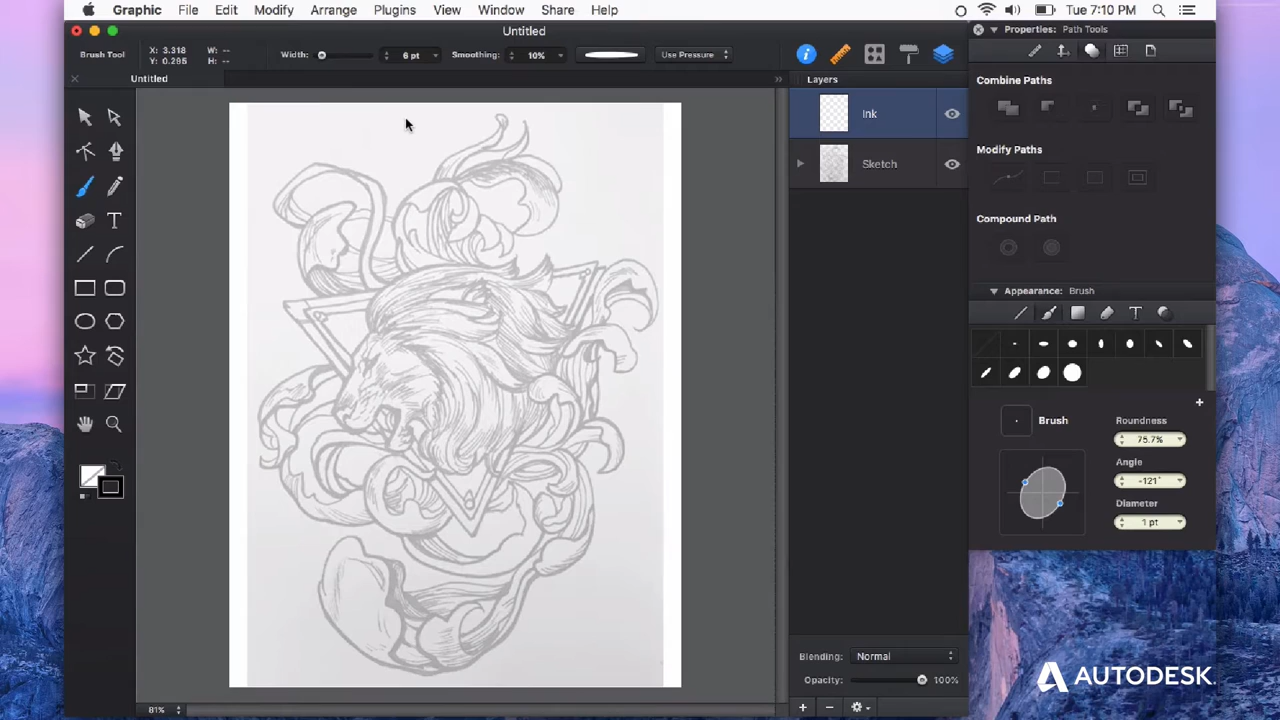 Graphic File Edit Modify Arrange Plugins View Window Share Help Tue 7:10 PM
Untitled
Properties: Path Tools
Brush Tool X: 3.318 W: -- Width: 6 pt Smoothing: 10% Use Pressure
Y: 0.285 H: --
Untitled
Layers
Combine Paths
Ink
Modify Paths
Sketch
Compound Path
Appearance: Brush
Brush
Roundness
75.7%
Angle
-121°
Diameter
1 pt
Blending: Normal
Opacity: 100%
AUTODESK.
81%